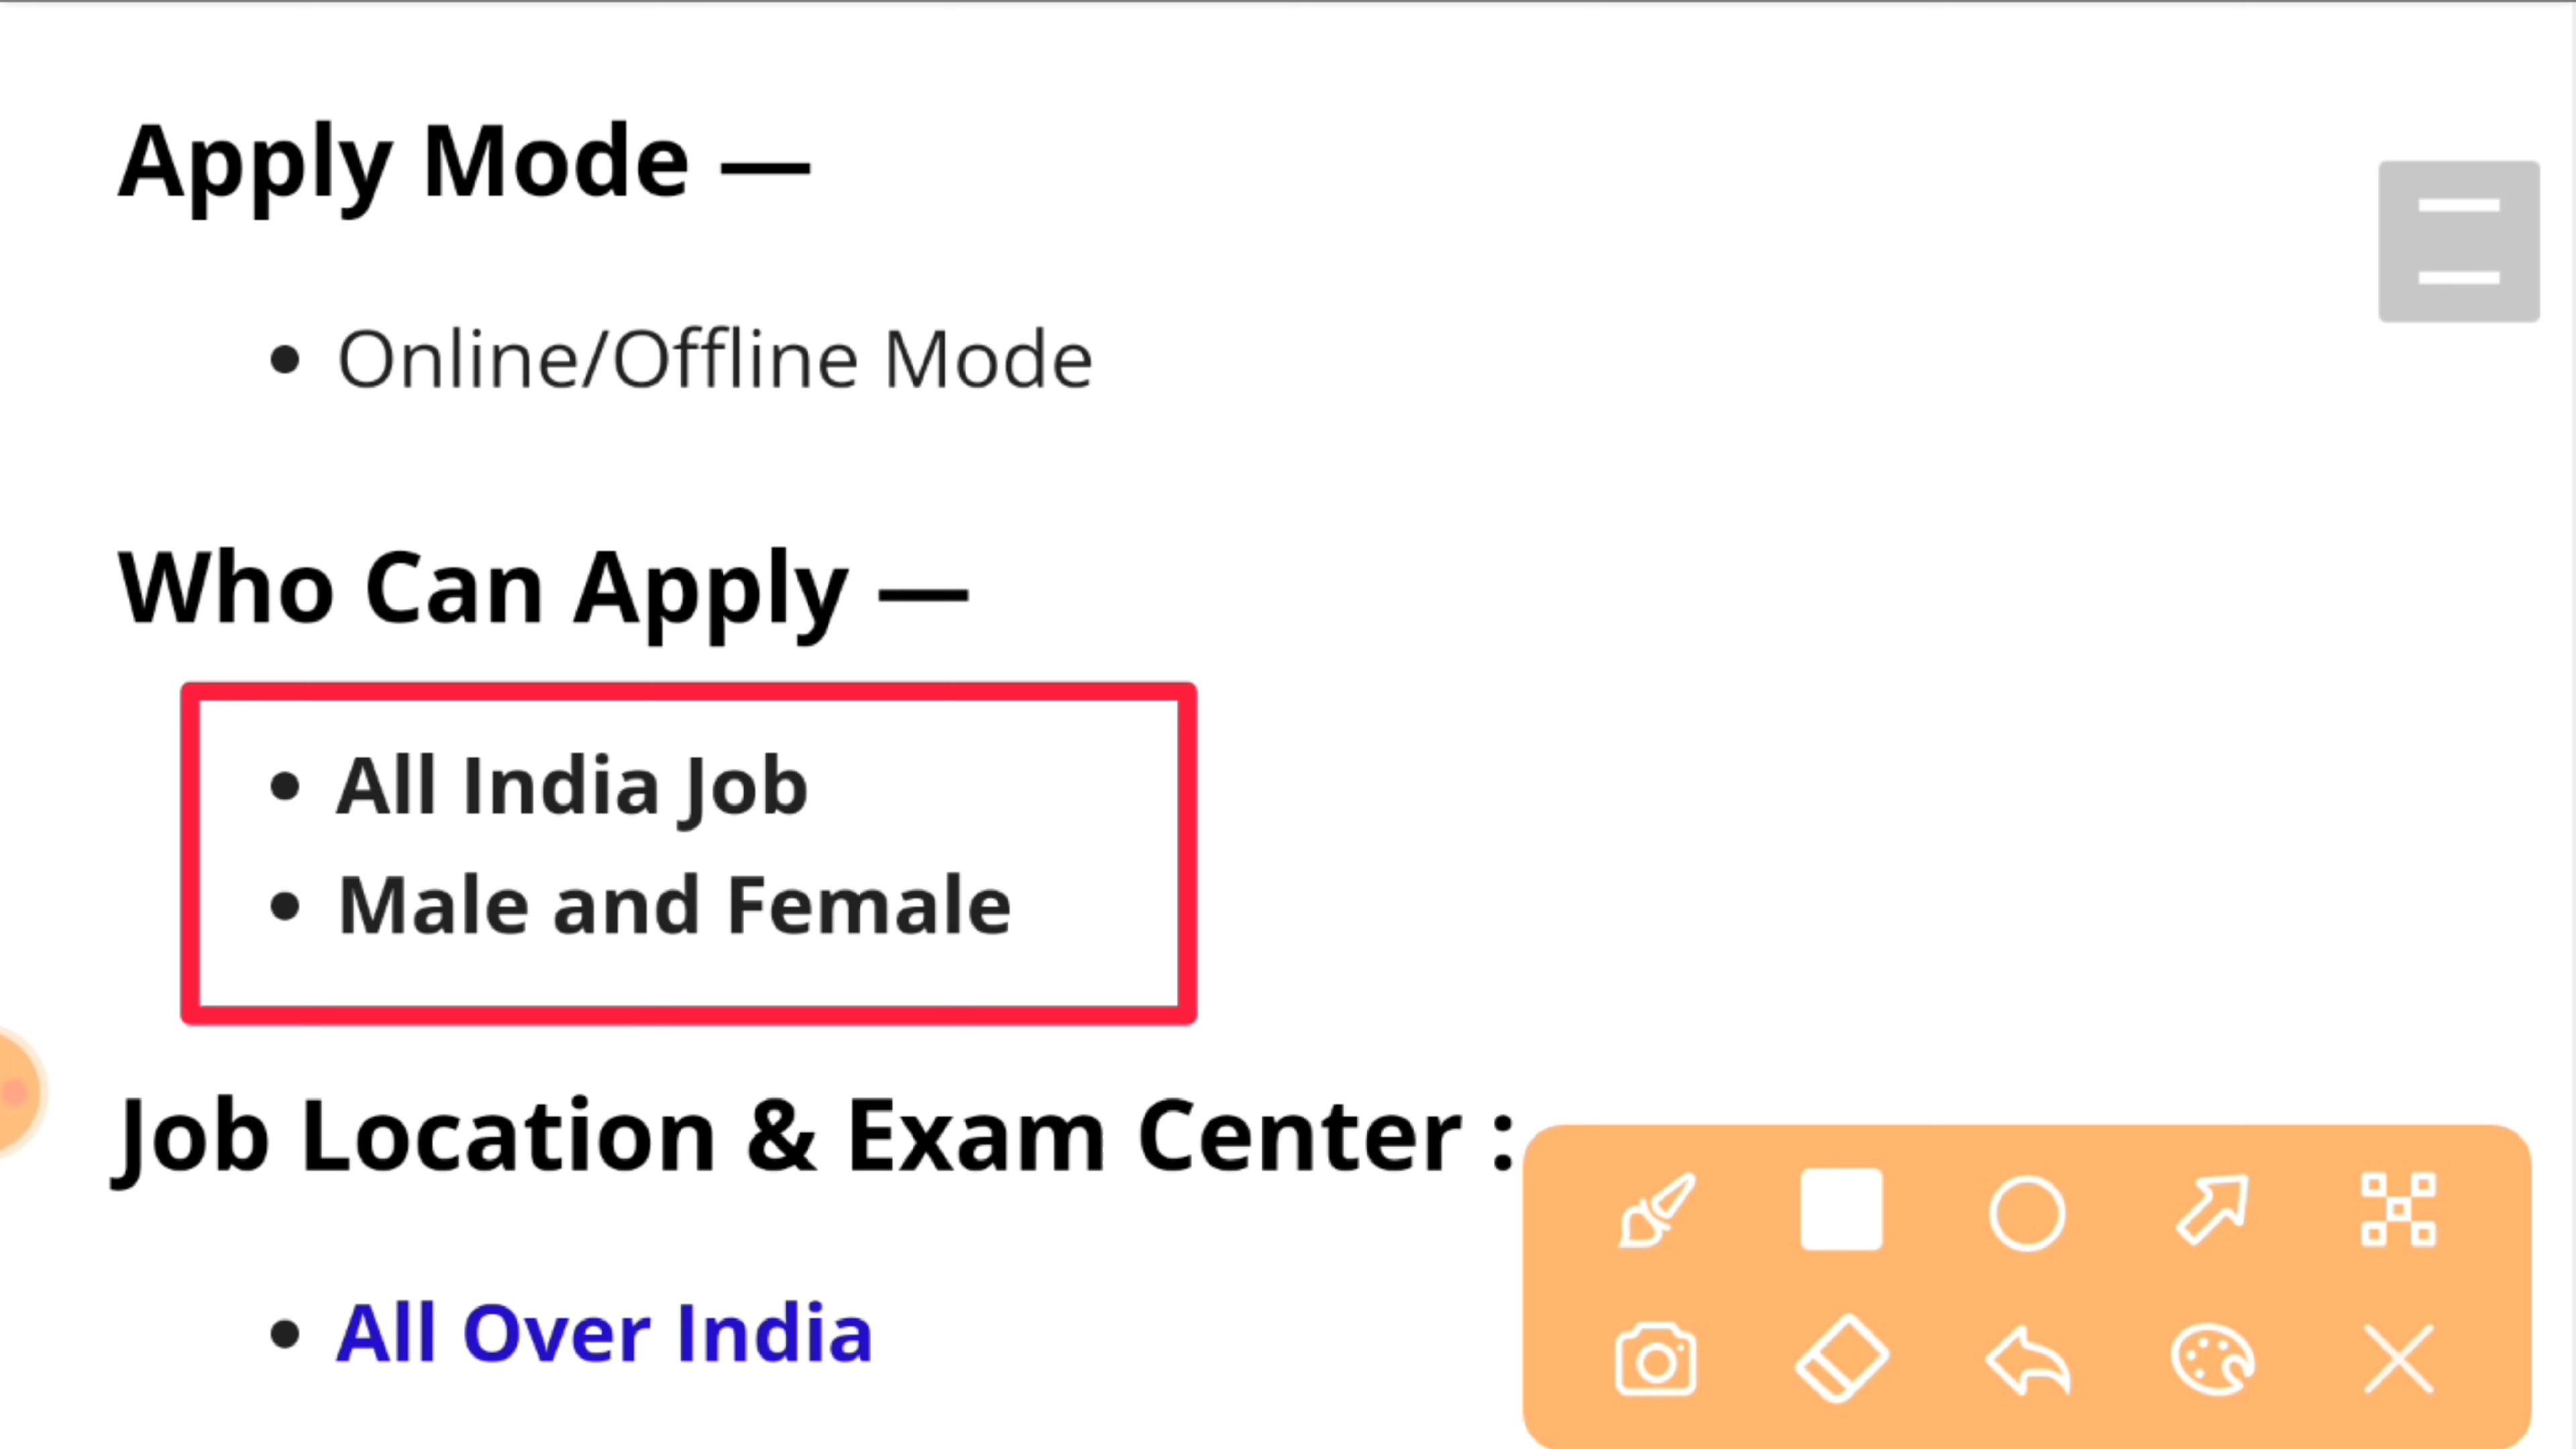 Apply Mode —
• Online/Offline Mode
Who Can Apply —
• All India Job
• Male and Female
Job Location & Exam Center :
• All Over India